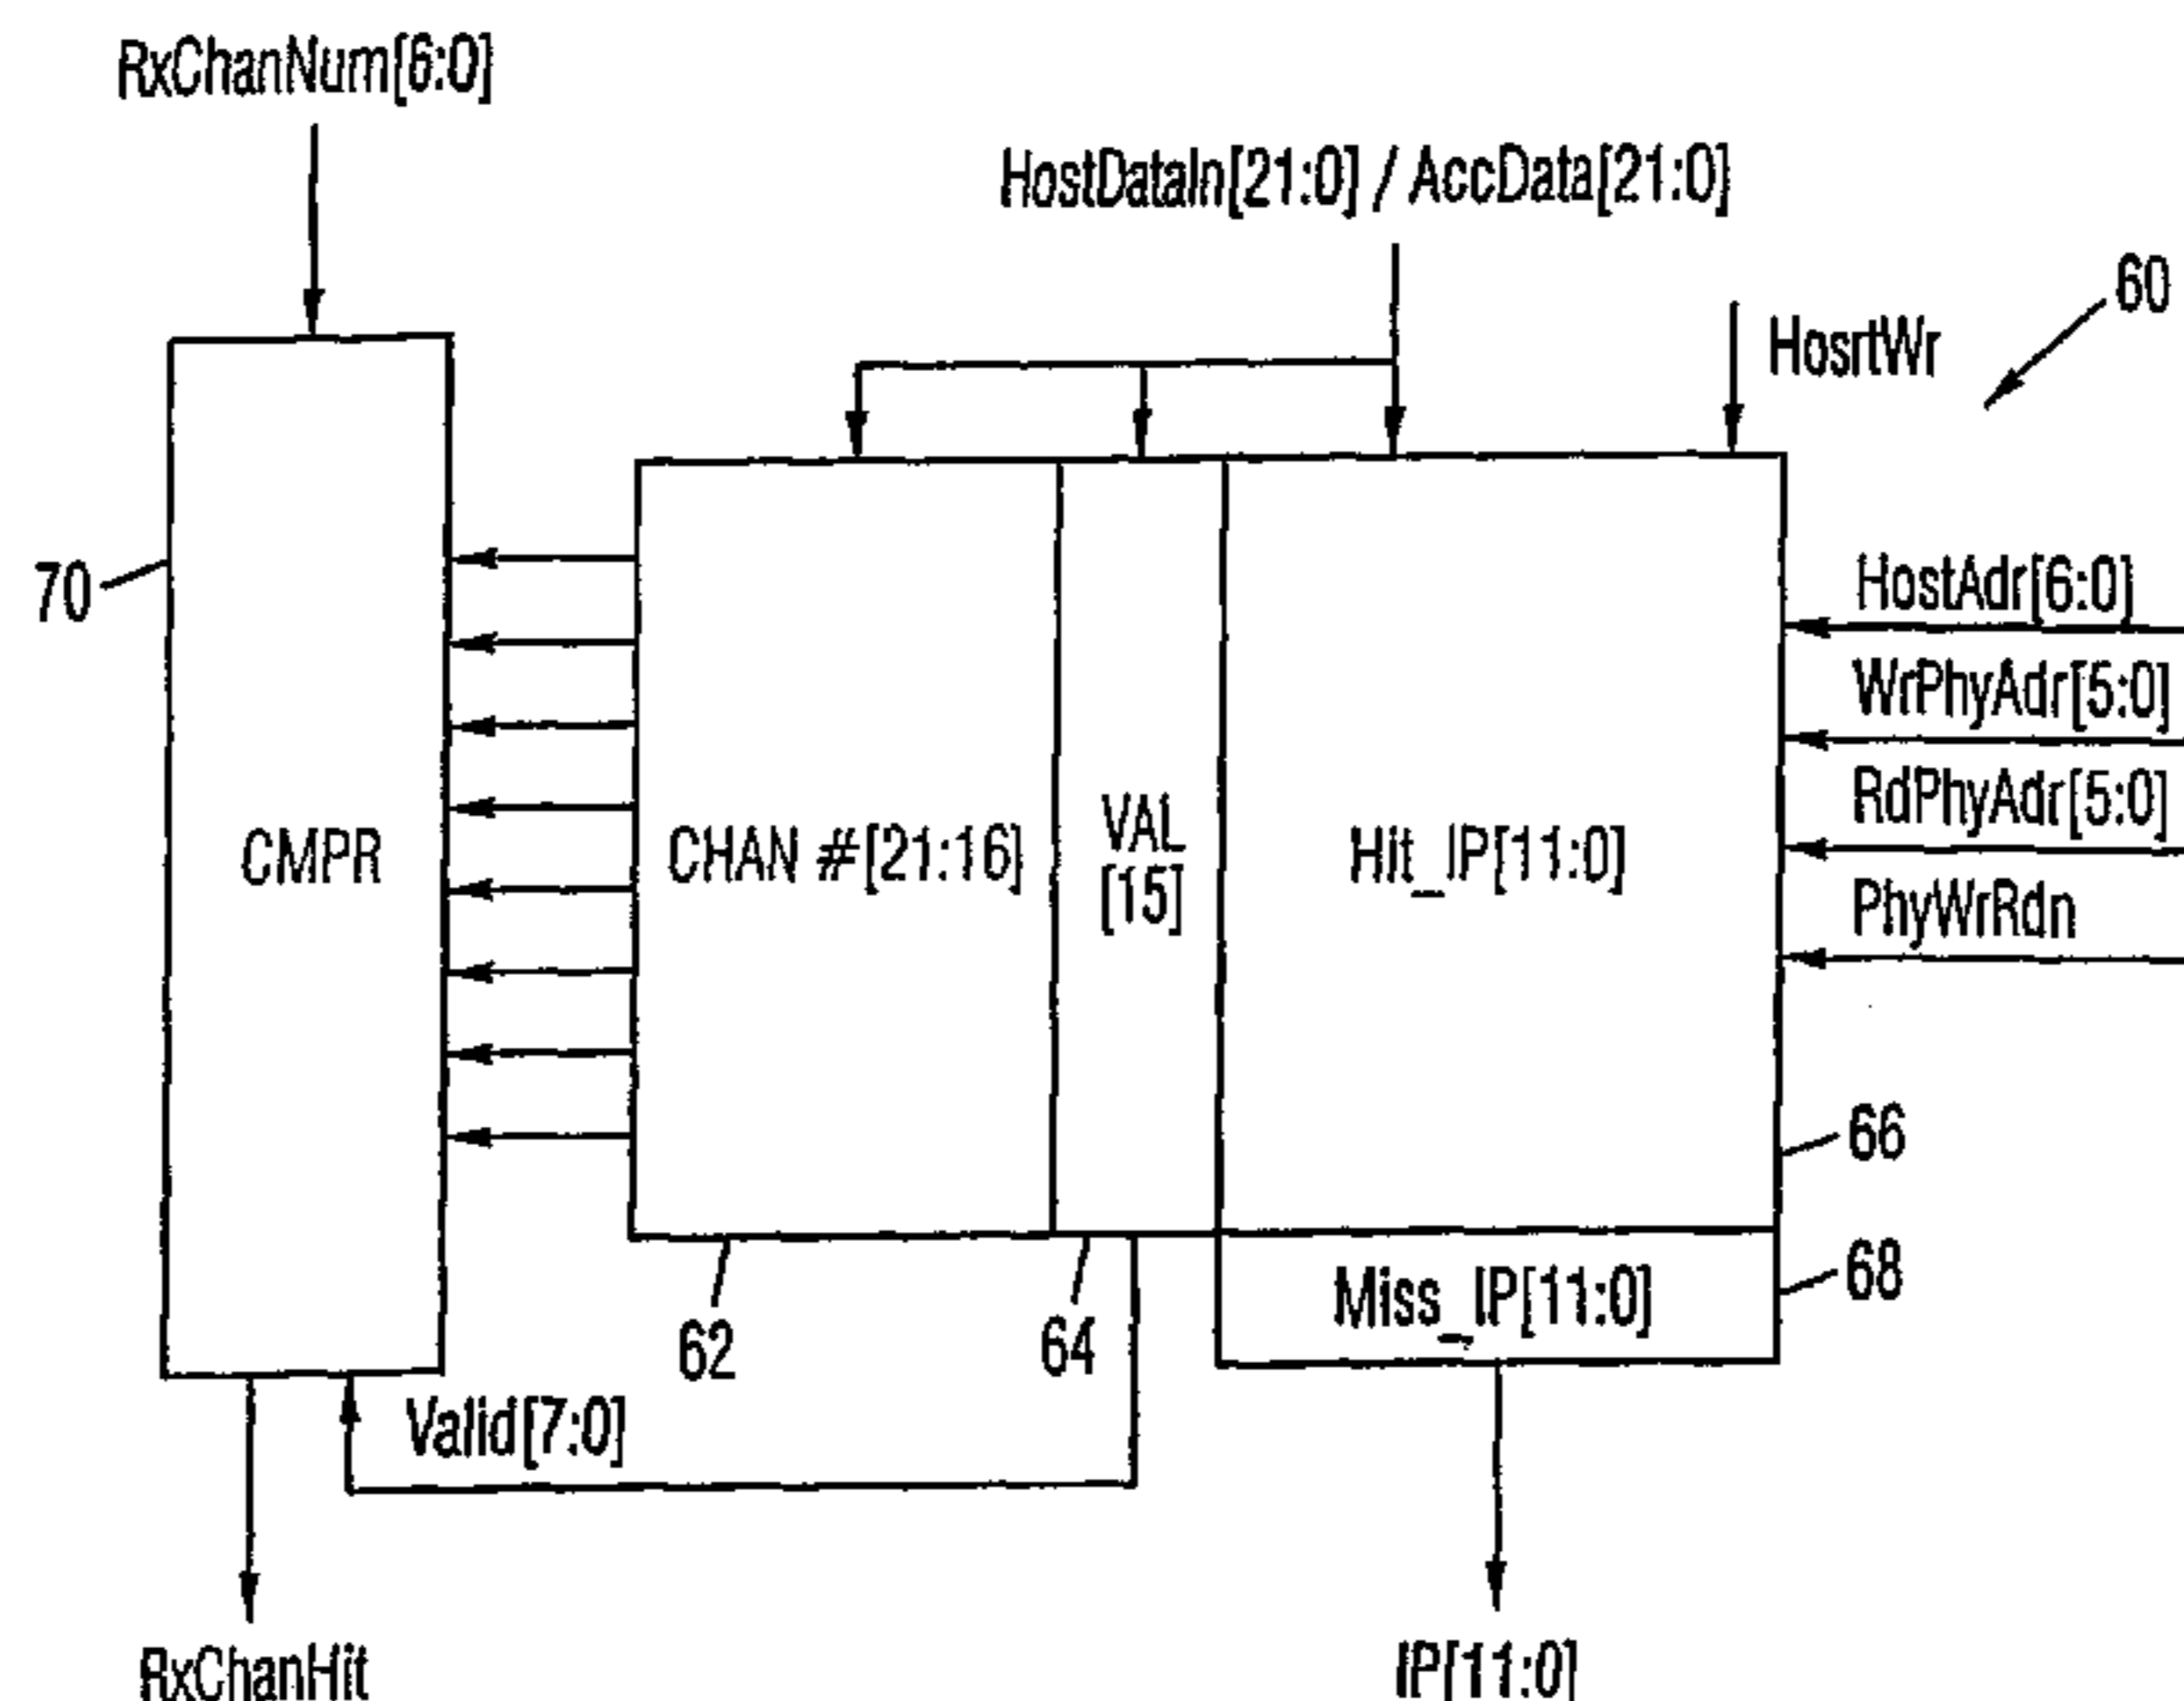 RxChanNum[6:0]
HostDataIn[21:0] / AccData[21:0]
60
HosrtWr
70
HostAdr[6:0]
WrPhyAdr[5:0]
RdPhyAdr[5:0]
PhyWrRdn
CMPR
CHAN #[21:16]
VAL
[15]
Hit_IP[11:0]
66
68
Miss_IP[11:0]
62
64
Valid[7:0]
RxChanHit
IP[11:0]